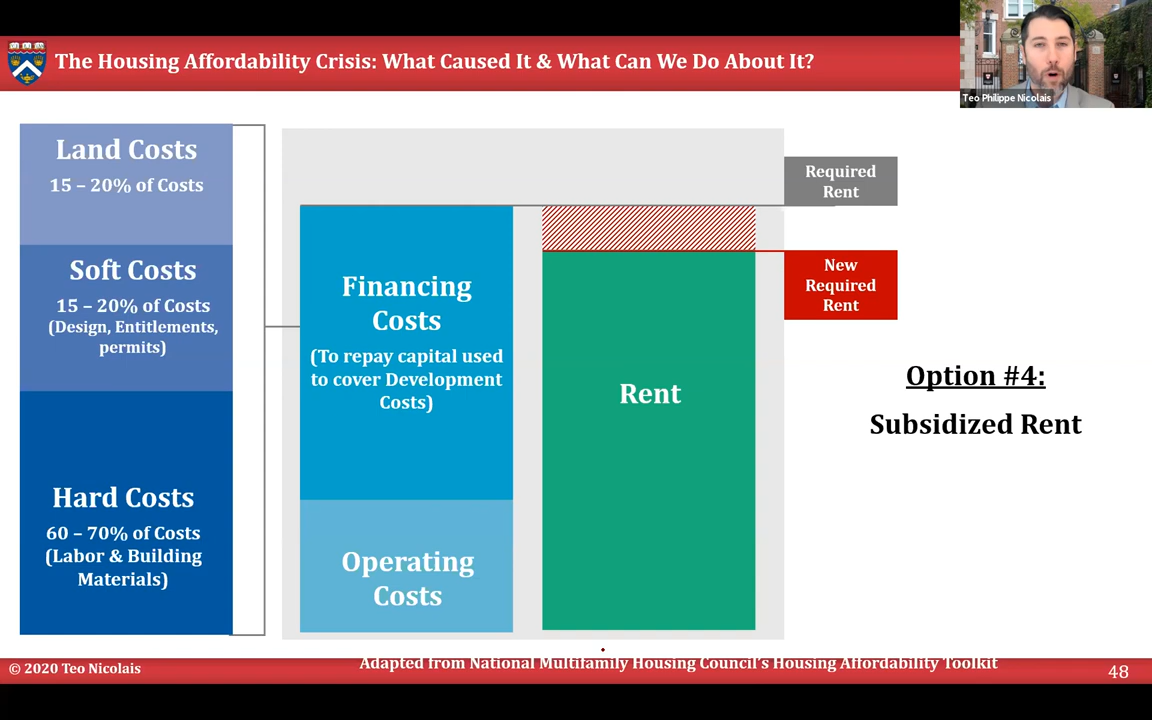 The Housing Affordability Crisis: What Caused It & What Can We Do About It?
Teo Philippe Nicolais
Land Costs
15 – 20% of Costs
Soft Costs
15 – 20% of Costs
(Design, Entitlements,
permits)
Hard Costs
60 – 70% of Costs
(Labor & Building
Materials)
Financing
Costs
(To repay capital used
to cover Development
Costs)
Operating
Costs
Rent
Required
Rent
New
Required
Rent
Option #4:
Subsidized Rent
© 2020 Teo Nicolais
Adapted from National Multifamily Housing Council's Housing Affordability Toolkit
48